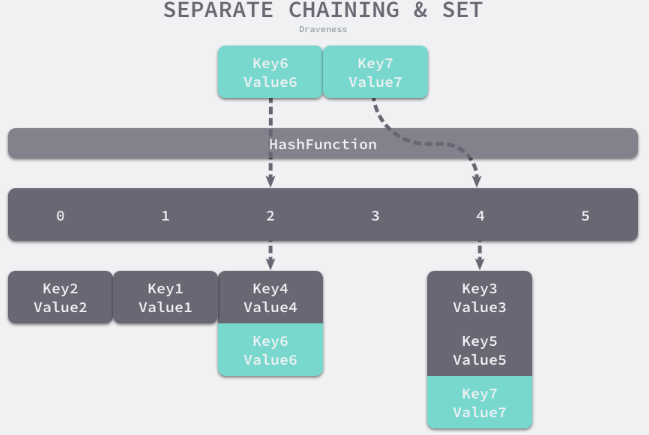 SEPARATE CHAINING & SET
Draveness
Key6 Key7
Value6 Value7
HashFunction
0 1 2 3 4 5
Key2 Key1 Key4 Key3
Value2 Value1 Value4 Value3
Key6 Key5
Value6 Value5
Key7
Value7